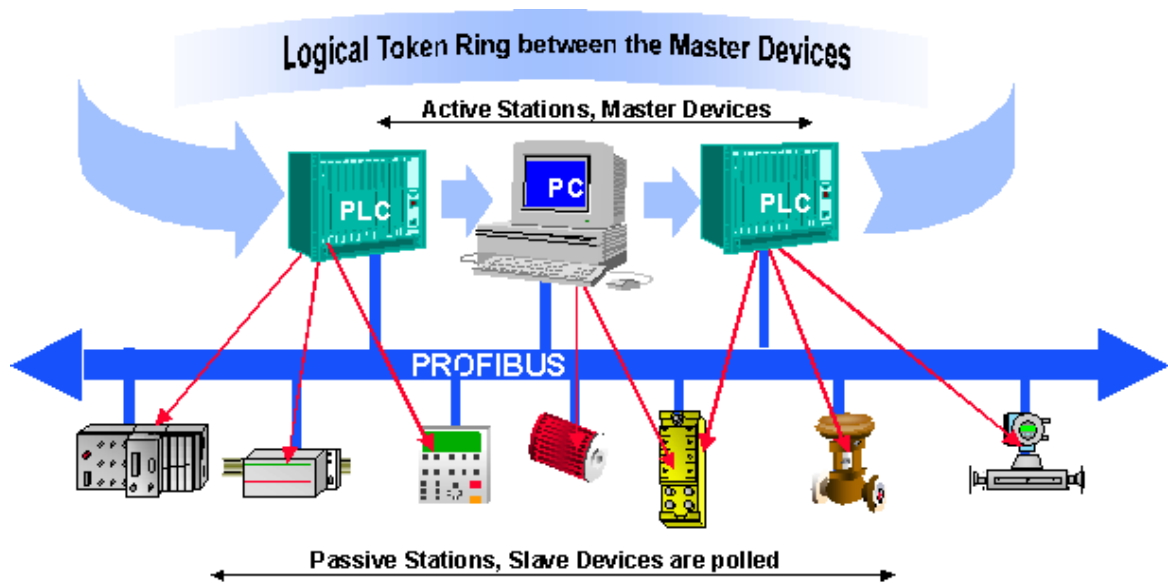 Logical Token Ring between the Master Devices
Active Stations, Master Devices
PLC
PC
PLC
PROFIBUS
Passive Stations, Slave Devices are polled